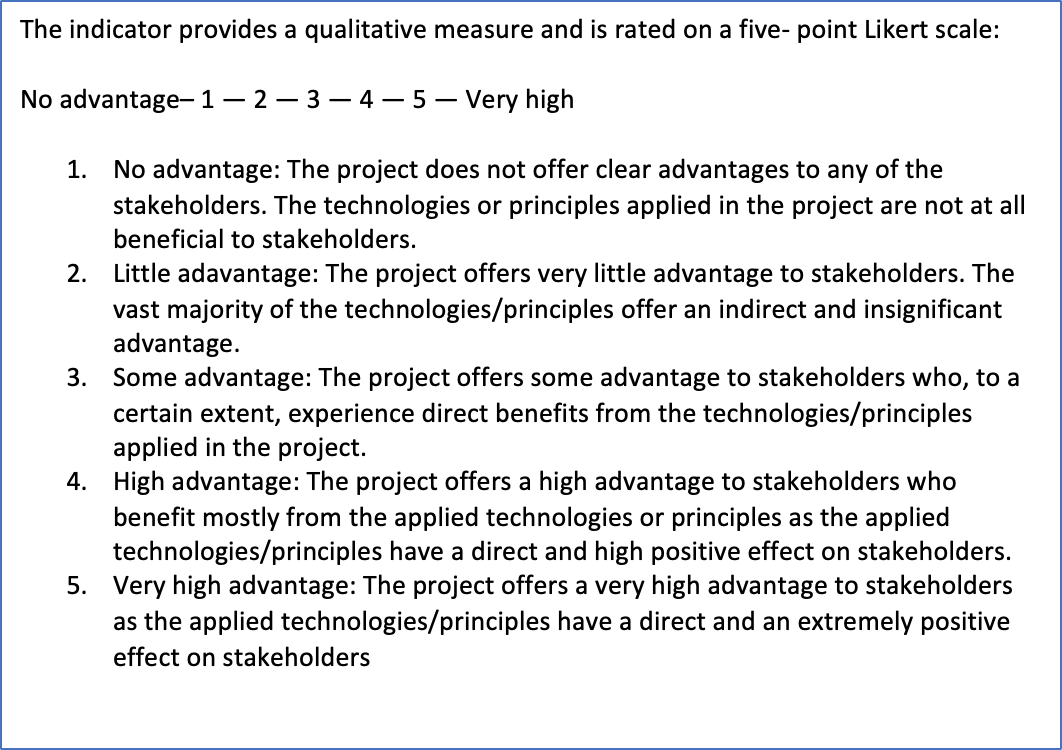 The indicator provides a qualitative measure and is rated on a five- point Likert scale:
No advantage– 1 — 2 — 3 — 4 — 5 — Very high
1. No advantage: The project does not offer clear advantages to any of the
stakeholders. The technologies or principles applied in the project are not at all
beneficial to stakeholders.
2. Little adavantage: The project offers very little advantage to stakeholders. The
vast majority of the technologies/principles offer an indirect and insignificant
advantage.
3. Some advantage: The project offers some advantage to stakeholders who, to a
certain extent, experience direct benefits from the technologies/principles
applied in the project.
4. High advantage: The project offers a high advantage to stakeholders who
benefit mostly from the applied technologies or principles as the applied
technologies/principles have a direct and high positive effect on stakeholders.
5. Very high advantage: The project offers a very high advantage to stakeholders
as the applied technologies/principles have a direct and an extremely positive
effect on stakeholders